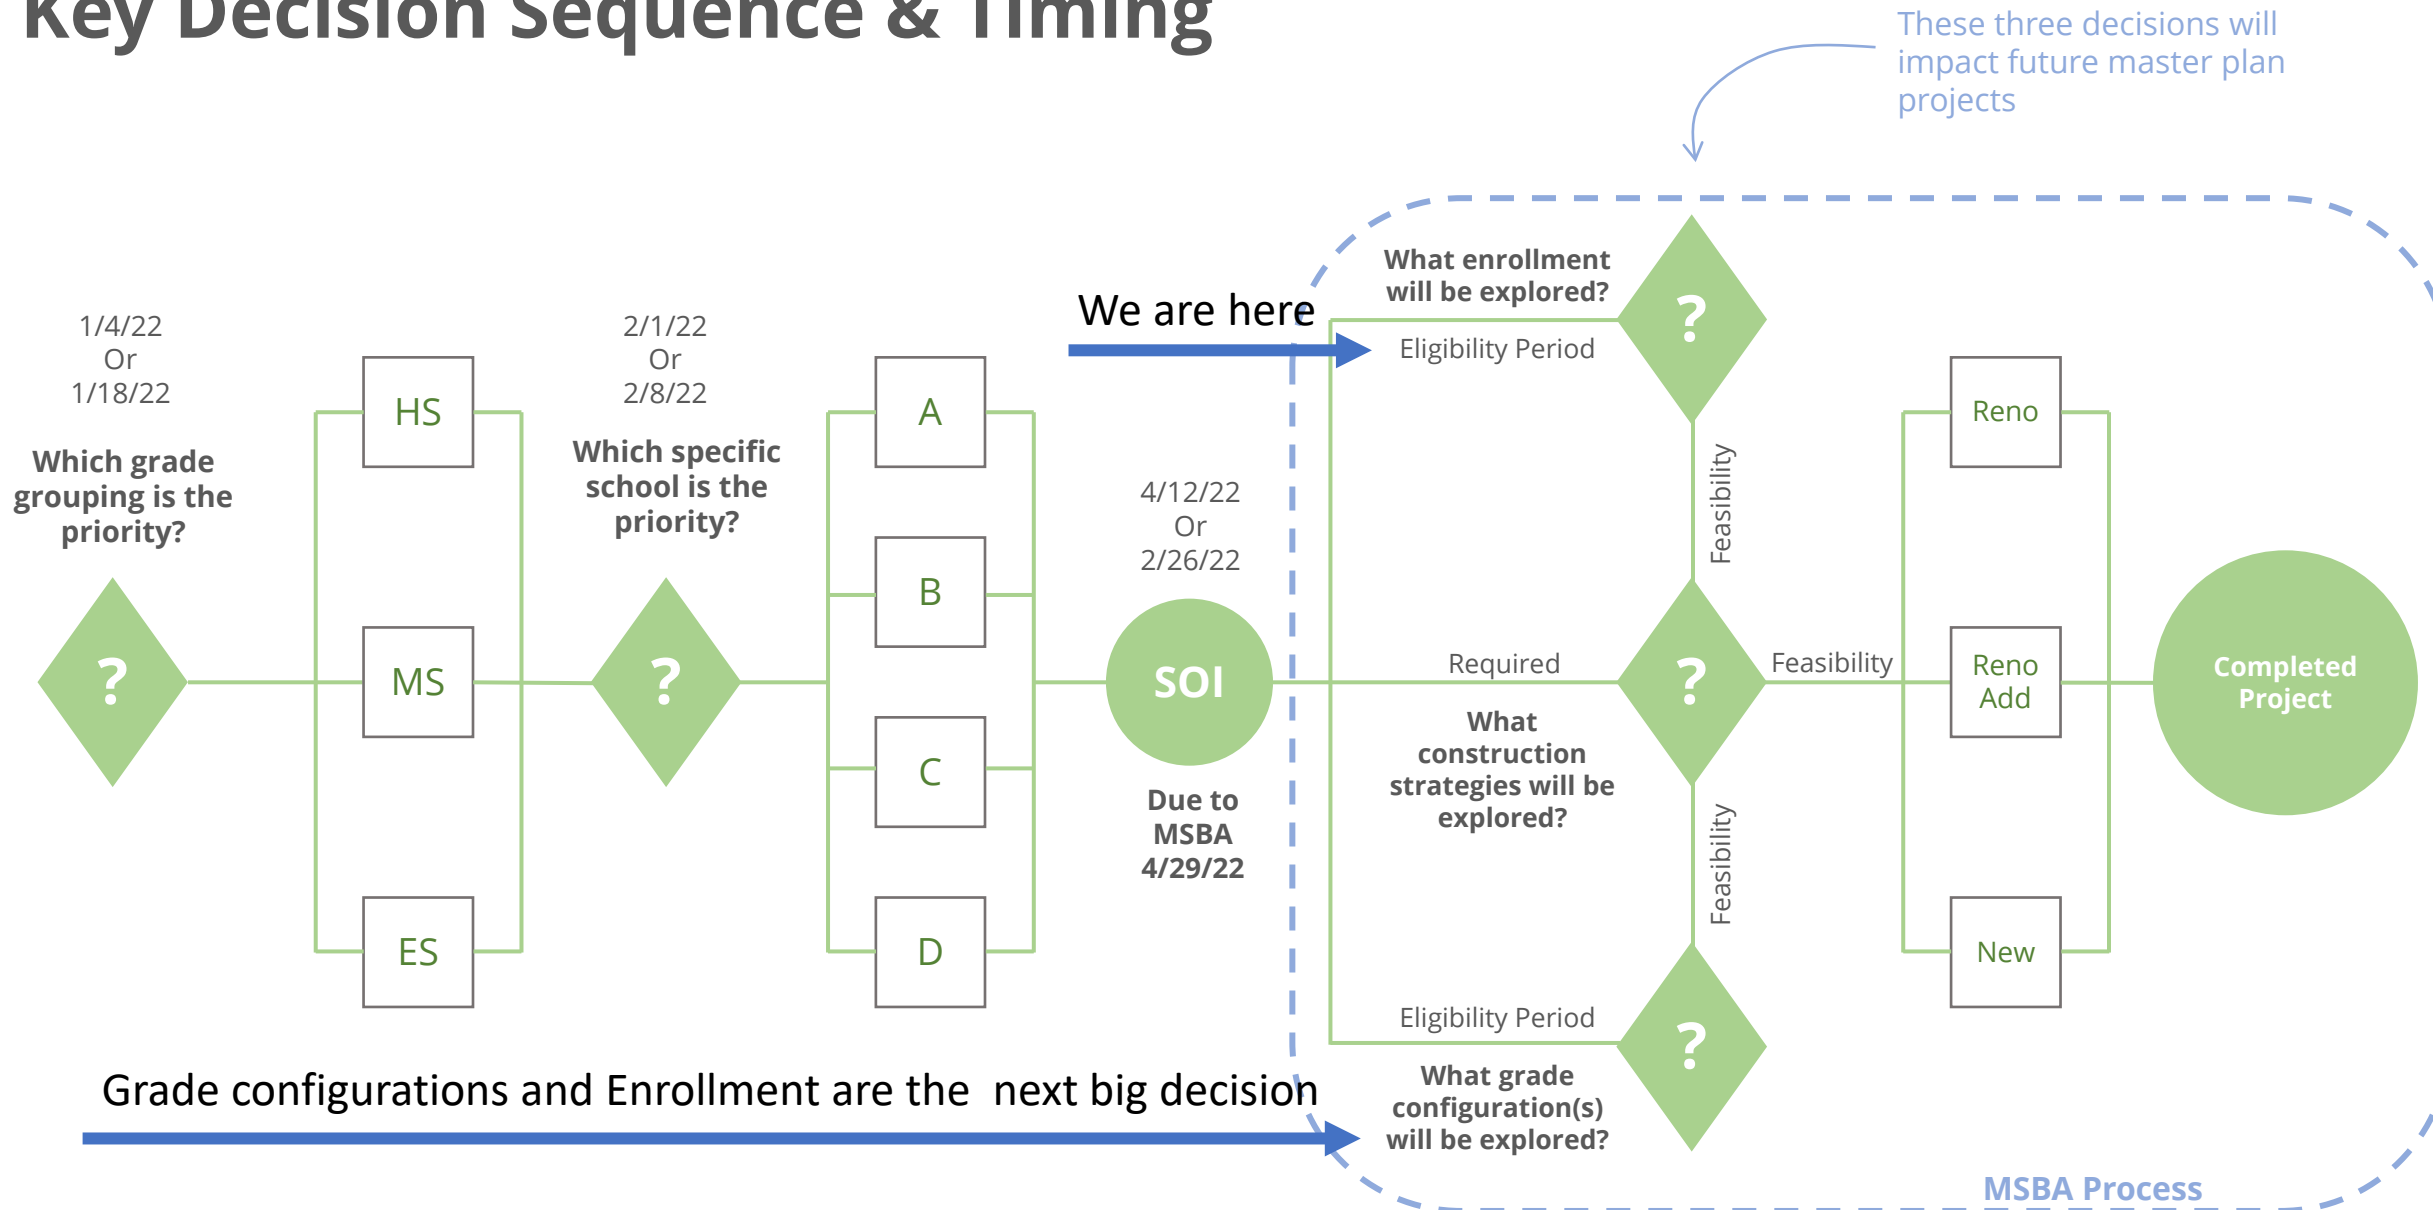 Key Decision Sequence & Timing
These three decisions will
impact future master plan
projects
1/4/22
Or
1/18/22
Which grade
grouping is the
priority?
?
HS
MS
ES
2/1/22
Or
2/8/22
Which specific
school is the
priority?
?
A
B
C
D
We are here
4/12/22
Or
2/26/22
SOI
Due to
MSBA
4/29/22
What enrollment
will be explored?
Eligibility Period
?
Feasibility
Required
What
construction
strategies will be
explored?
?
Feasibility
Feasibility
Eligibility Period
What grade
configuration(s)
will be explored?
?
Reno
Reno
Add
New
Completed
Project
Grade configurations and Enrollment are the  next big decision
MSBA Process